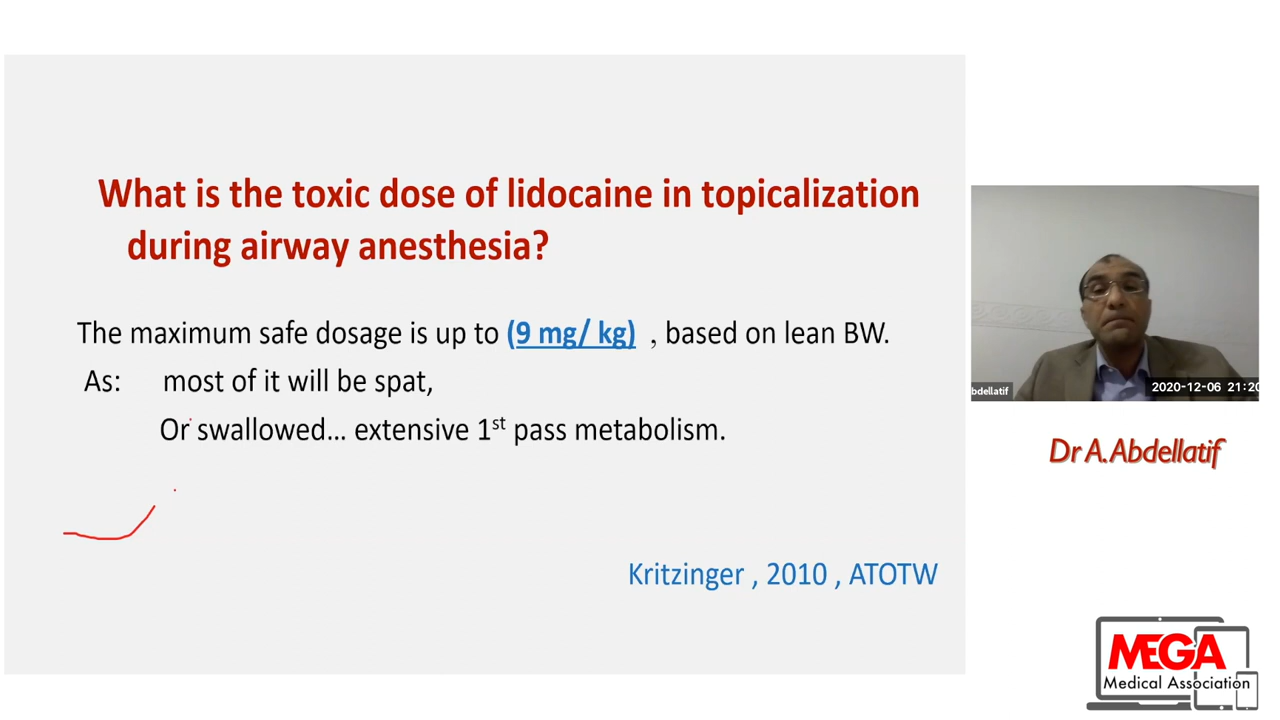 What is the toxic dose of lidocaine in topicalization
during airway anesthesia?
The maximum safe dosage is up to (9 mg/ kg) , based on lean BW.
As: most of it will be spat,
Or swallowed... extensive 1st pass metabolism.
Kritzinger , 2010 , ATOTW
bdellatif
2020-12-06 21:20
Dr A.Abdellatif
MEGA
Medical Association